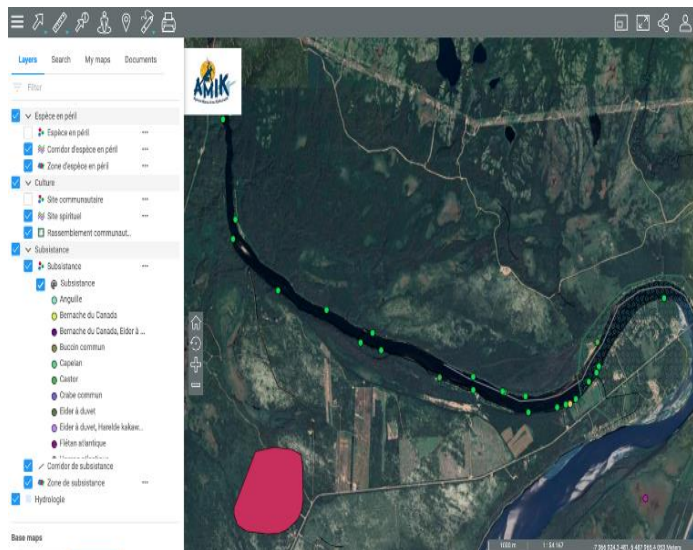 Layers Search My maps Documents
Filtur
Espèce en péril
Espèce en péril
Corridor d'espèce en péril
Zone d'espèce en péril
Culture
Site communautaire
Site spirituel
Rassemblement communaut..
Subsistance
Subsistance
Subsistance
Anguille
Bernache du Canada
Bernache du Canada, Eider à ...
Buccin commun
Capelan
Castor
Crabe commun
Eider à duvet
Eider à duvet, Harelde kakaw...
Flétan atlantique
Corridor de subsistance
Zone de subsistance
Hydrologie
Base maps
AMIK